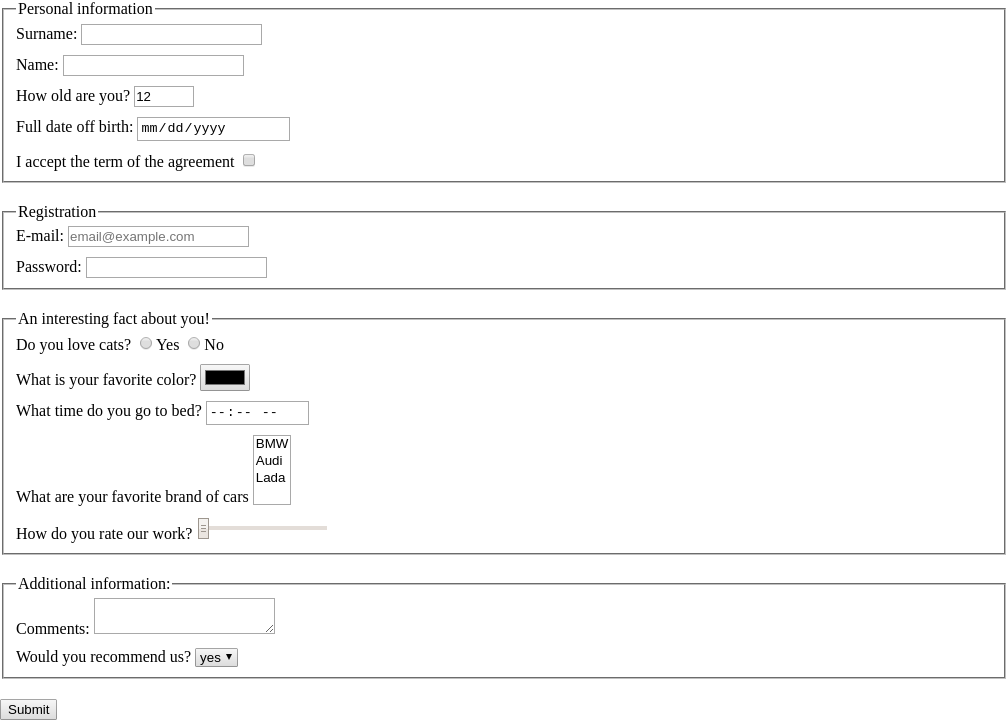 Personal information
Surname:
Name:
How old are you? 12
Full date off birth: mm/dd/yyyy
I accept the term of the agreement
Registration
E-mail: email@example.com
Password:
An interesting fact about you!
Do you love cats? Yes No
What is your favorite color?
What time do you go to bed? --:-- --
BMW
Audi
Lada
What are your favorite brand of cars
How do you rate our work?
Additional information:
Comments:
Would you recommend us? yes
Submit